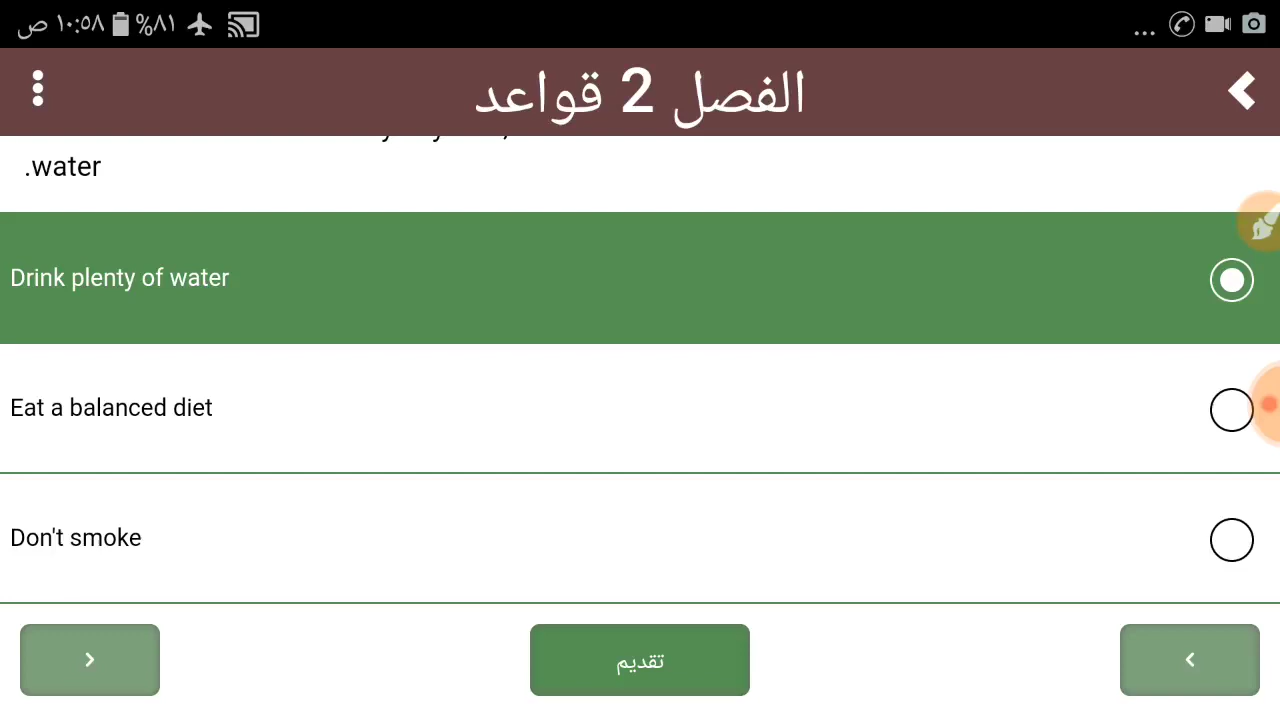 ص ١٠:٥٨ %٨١
...
الفصل 2 قواعد
.water
Drink plenty of water
Eat a balanced diet
Don't smoke
تقديم